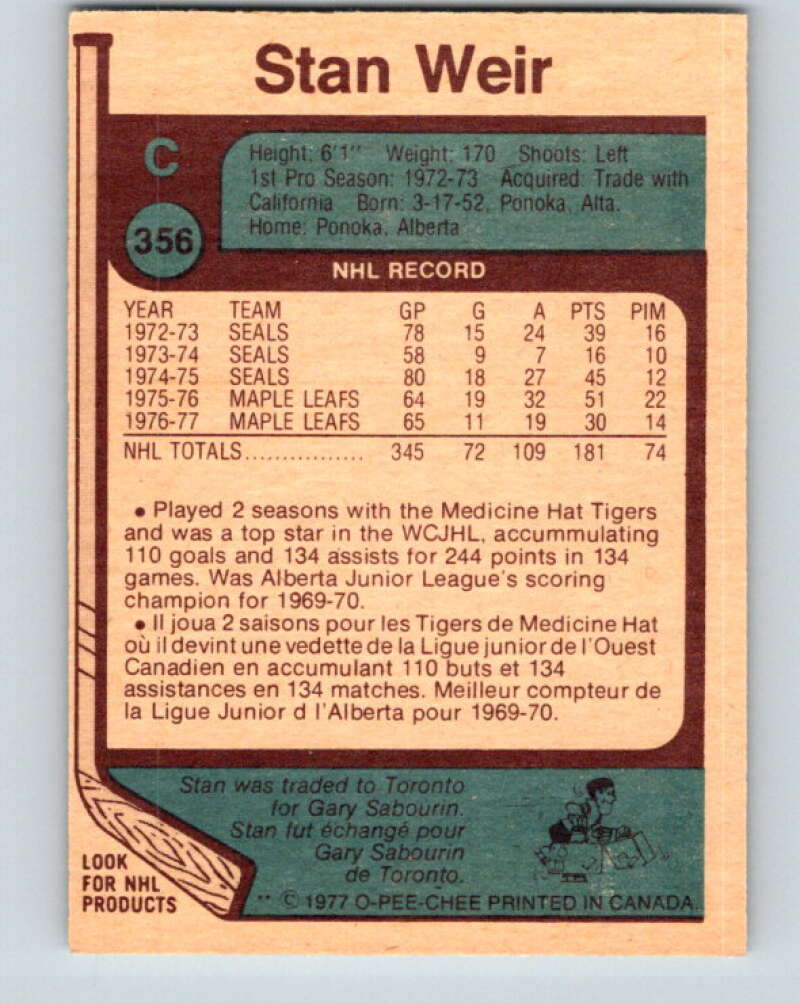 Stan Weir
C
Height: 6'1" Weight: 170 Shoots: Left
1st Pro Season: 1972-73 Acquired: Trade with
California Born: 3-17-52, Ponoka, Alta.
Home: Ponoka, Alberta
356
NHL RECORD
YEAR TEAM GP G A PTS PIM
1972-73 SEALS 78 15 24 39 16
1973-74 SEALS 58 9 7 16 10
1974-75 SEALS 80 18 27 45 12
1975-76 MAPLE LEAFS 64 19 32 51 22
1976-77 MAPLE LEAFS 65 11 19 30 14
NHL TOTALS................ 345 72 109 181 74
• Played 2 seasons with the Medicine Hat Tigers
and was a top star in the WCJHL, accummulating
110 goals and 134 assists for 244 points in 134
games. Was Alberta Junior League's scoring
champion for 1969-70.
• Il joua 2 saisons pour les Tigers de Medicine Hat
où il devint une vedette de la Ligue junior de l'Ouest
Canadien en accumulant 110 buts et 134
assistances en 134 matches. Meilleur compteur de
la Ligue Junior d l'Alberta pour 1969-70.
Stan was traded to Toronto
for Gary Sabourin.
Stan fut échangé pour
Gary Sabourin
de Toronto.
LOOK
FOR NHL
PRODUCTS
** © 1977 O-PEE-CHEE PRINTED IN CANADA.